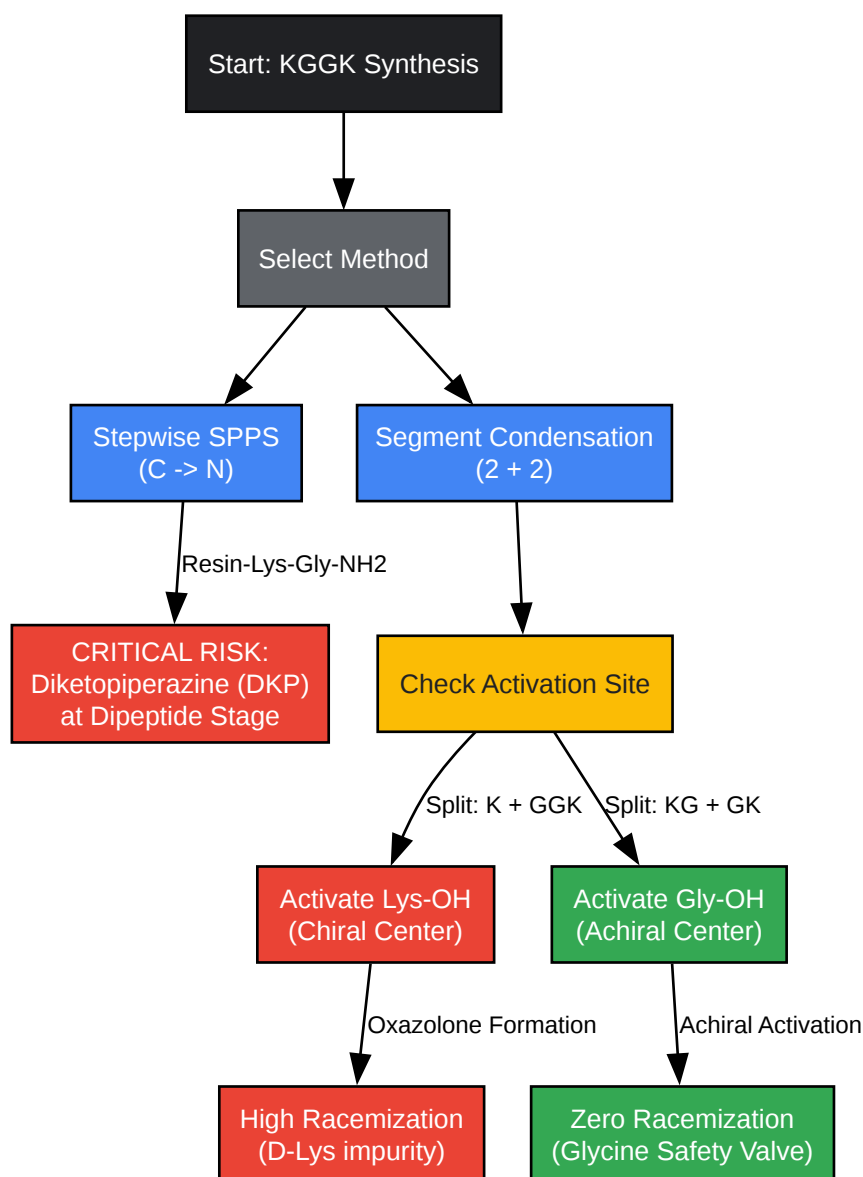 Start: KGGK Synthesis
Select Method
Stepwise SPPS
(C -> N)
Segment Condensation
(2 + 2)
Resin-Lys-Gly-NH2
CRITICAL RISK:
Diketopiperazine (DKP)
at Dipeptide Stage
Check Activation Site
Split: K + GGK
Split: KG + GK
Activate Lys-OH
(Chiral Center)
Activate Gly-OH
(Achiral Center)
Oxazolone Formation
Achiral Activation
High Racemization
(D-Lys impurity)
Zero Racemization
(Glycine Safety Valve)